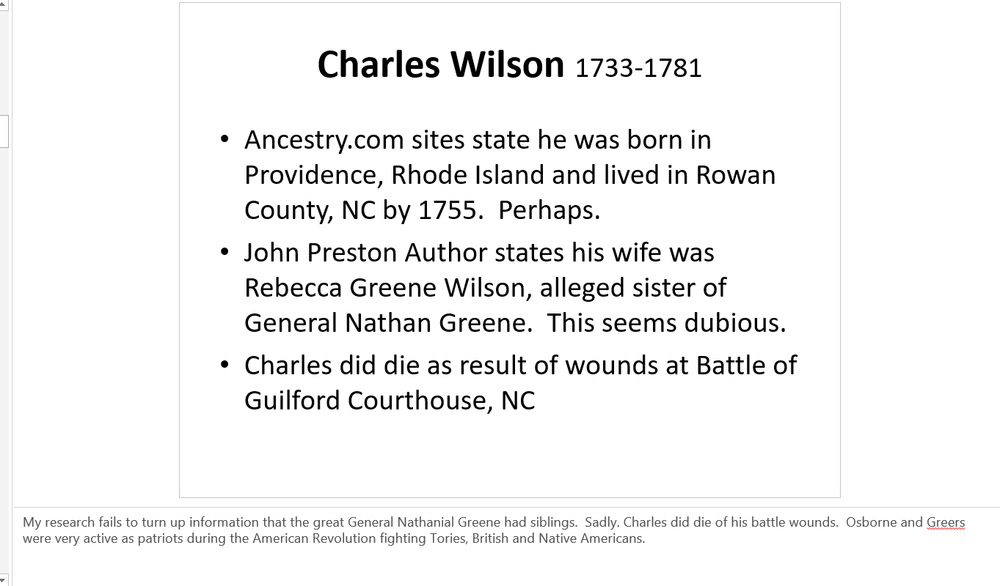 Charles Wilson 1733-1781
• Ancestry.com sites state he was born in
Providence, Rhode Island and lived in Rowan
County, NC by 1755.  Perhaps.
• John Preston Author states his wife was
Rebecca Greene Wilson, alleged sister of
General Nathan Greene.  This seems dubious.
• Charles did die as result of wounds at Battle of
Guilford Courthouse, NC
My research fails to turn up information that the great General Nathanial Greene had siblings.  Sadly. Charles did die of his battle wounds.  Osborne and Greers
were very active as patriots during the American Revolution fighting Tories, British and Native Americans.